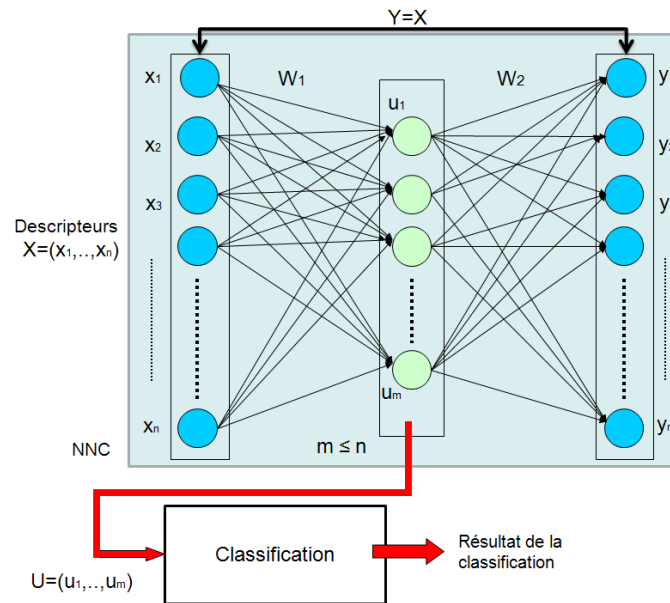 Y=X
x1
W1
W2
y
u1
x2
y
x3
y
Descripteurs
X=(x1,..,xn)
um
xn
y
NNC
m ≤ n
Classification
Résultat de la
classification
U=(u1,..,um)